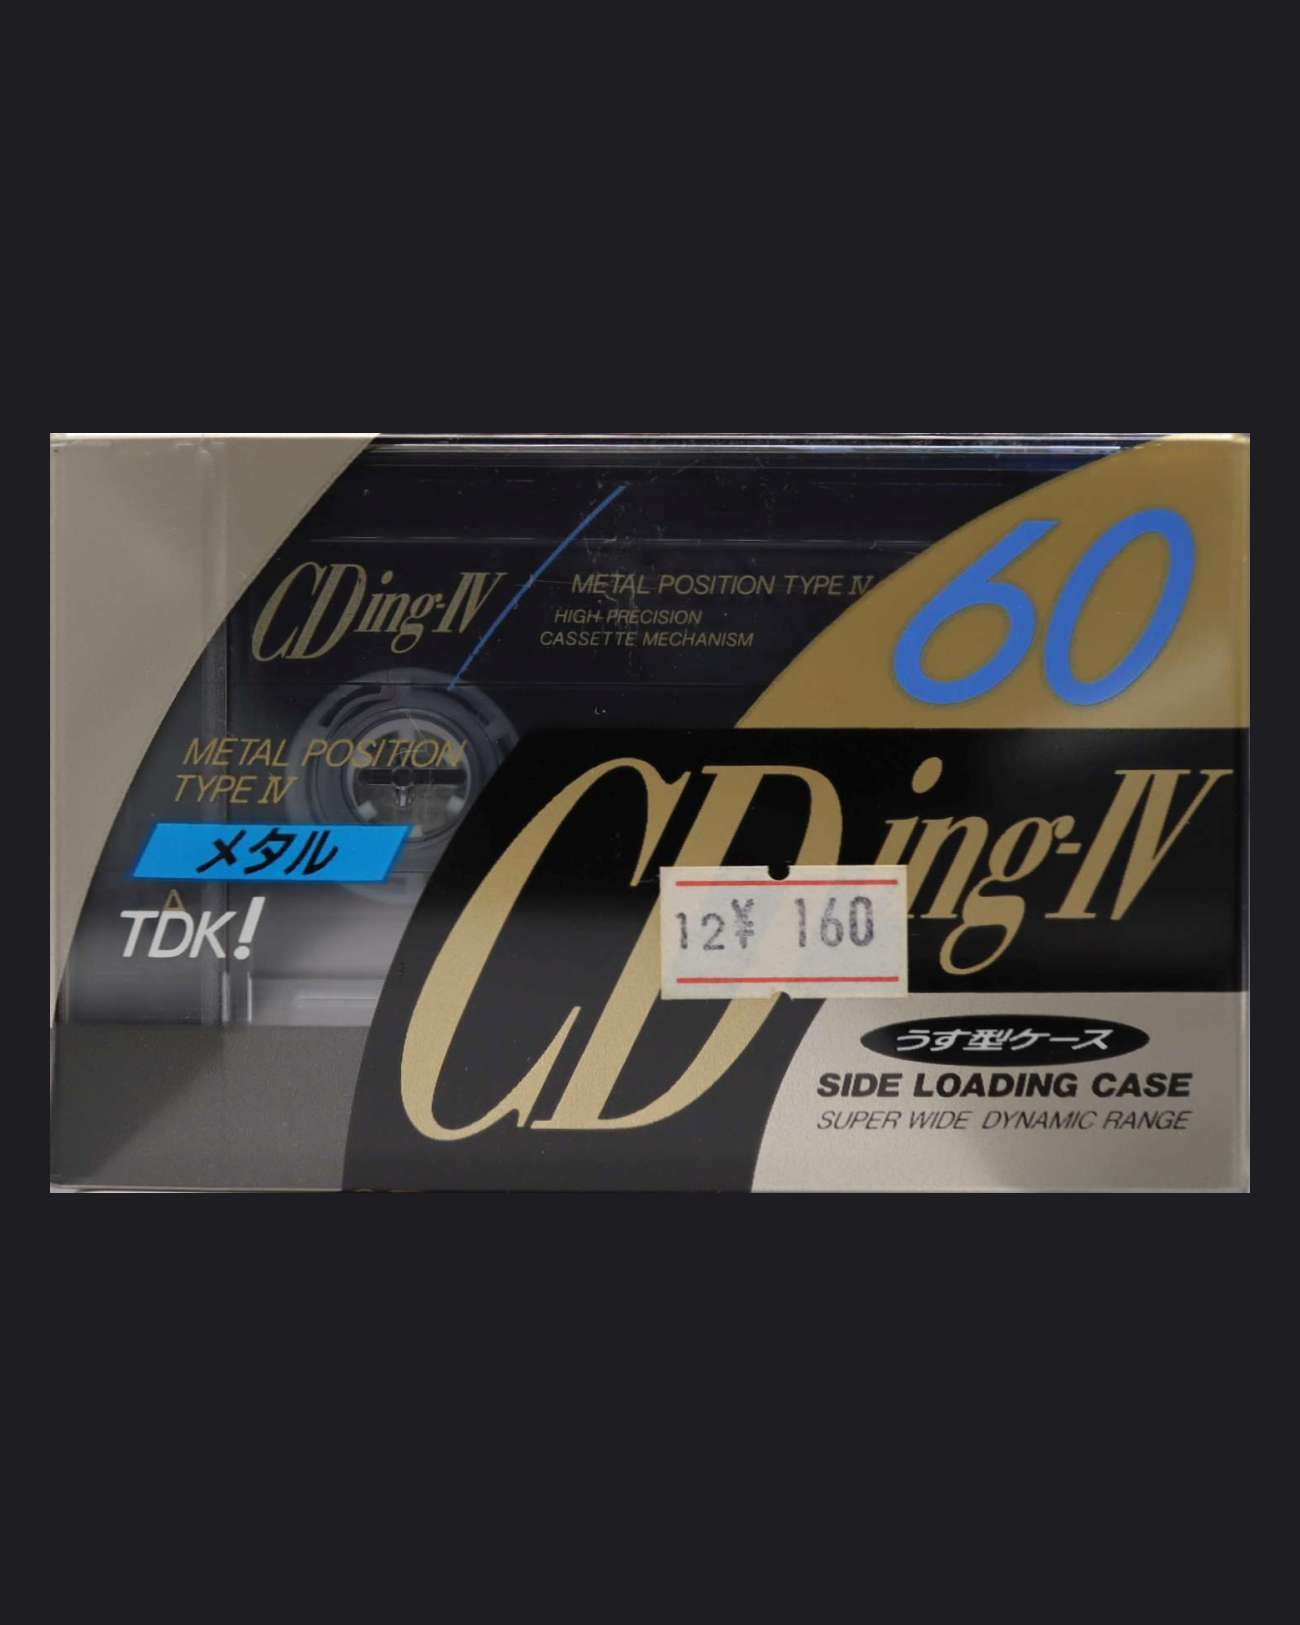 60
CDing-IV
METAL POSITION TYPE IV
HIGH PRECISION
CASSETTE MECHANISM
METAL POSITION
TYPE IV
メタル
A
TDK!
CDing-IV
12¥ 160
うす型ケース
SIDE LOADING CASE
SUPER WIDE DYNAMIC RANGE